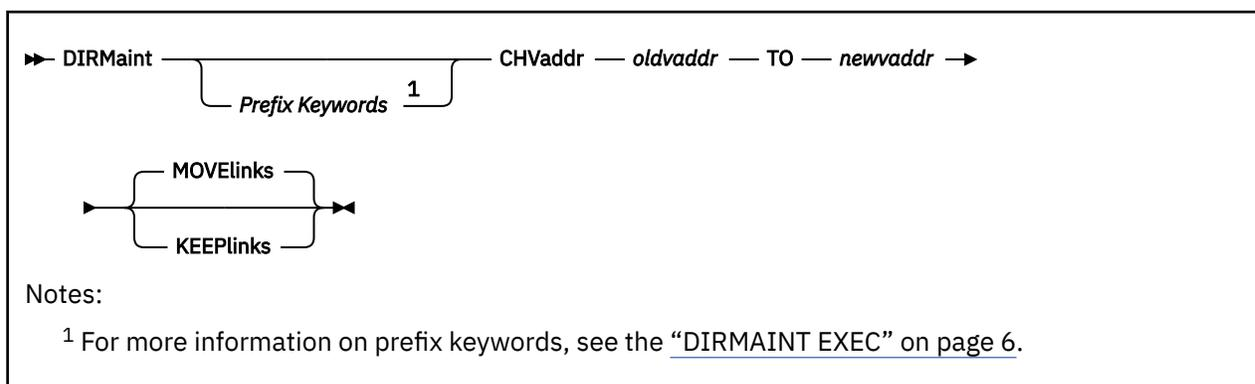 DIRMaint CHVaddr oldvaddr TO newvaddr
Prefix Keywords 1
MOVElinks
KEEPlinks
Notes:
1 For more information on prefix keywords, see the “DIRMAINT EXEC” on page 6.